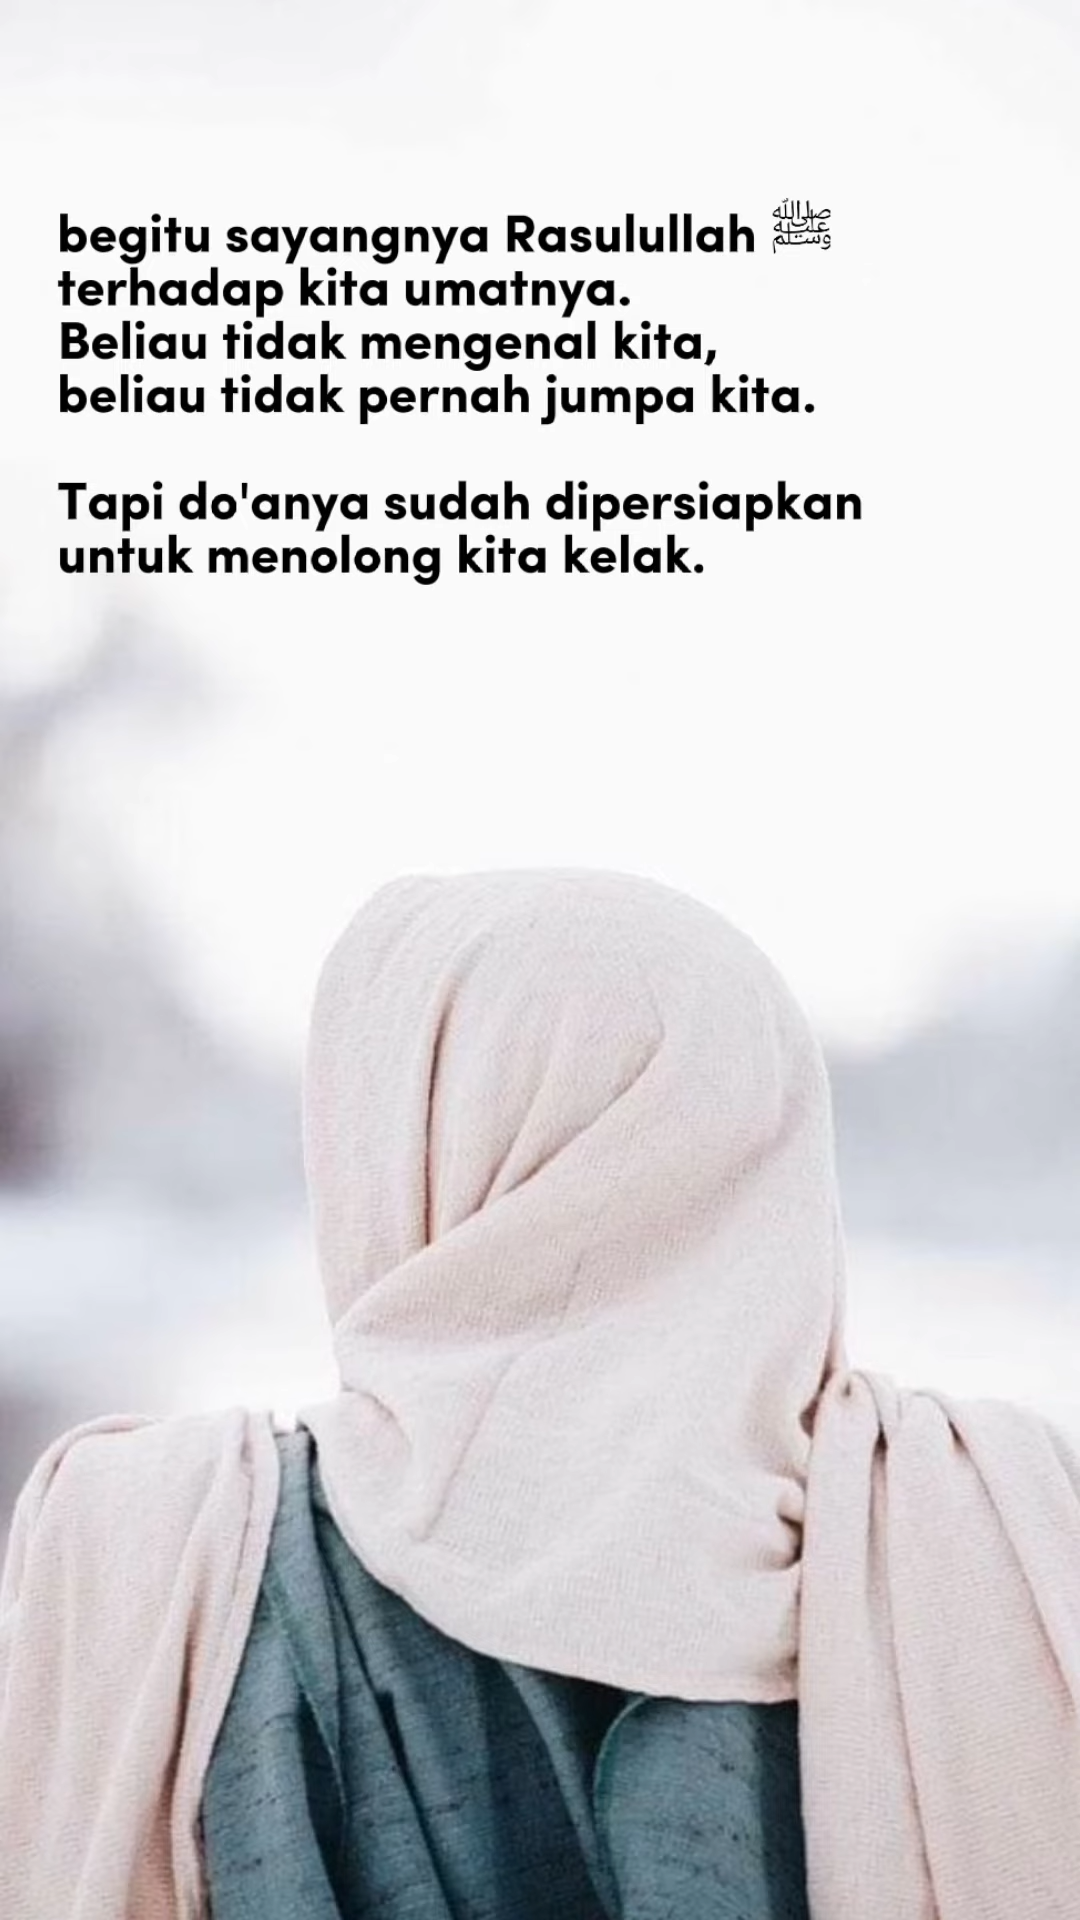 begitu sayangnya Rasulullah ﷺ
terhadap kita umatnya.
Beliau tidak mengenal kita,
beliau tidak pernah jumpa kita.
Tapi do'anya sudah dipersiapkan
untuk menolong kita kelak.